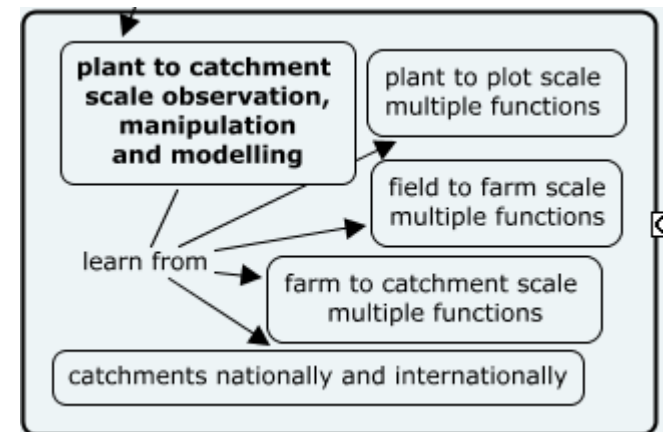 plant to catchment
scale observation,
manipulation
and modelling
plant to plot scale
multiple functions
field to farm scale
multiple functions
learn from
farm to catchment scale
multiple functions
catchments nationally and internationally